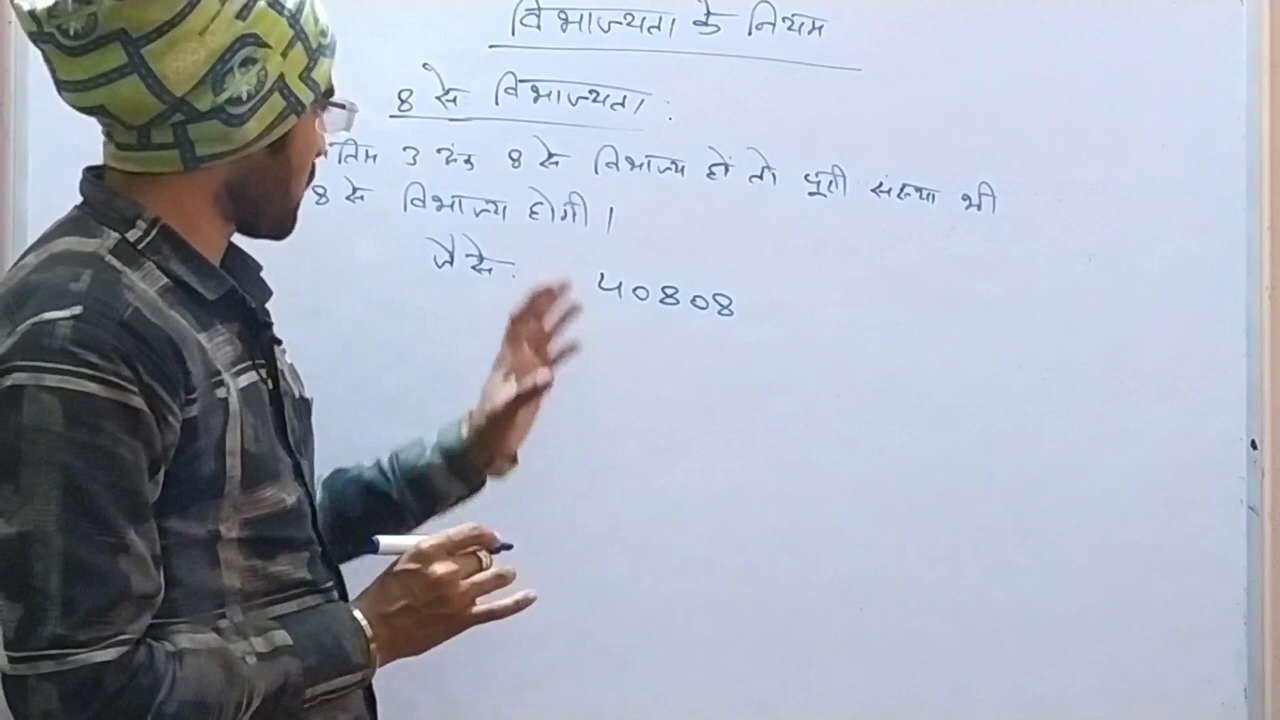 विभाज्यता के नियम
8 से विभाज्यता :
तिम 3 अंक 8 से विभाज्य हों तो पूरी संख्या भी
8 से विभाज्य होगी ।
जैसे. 40808